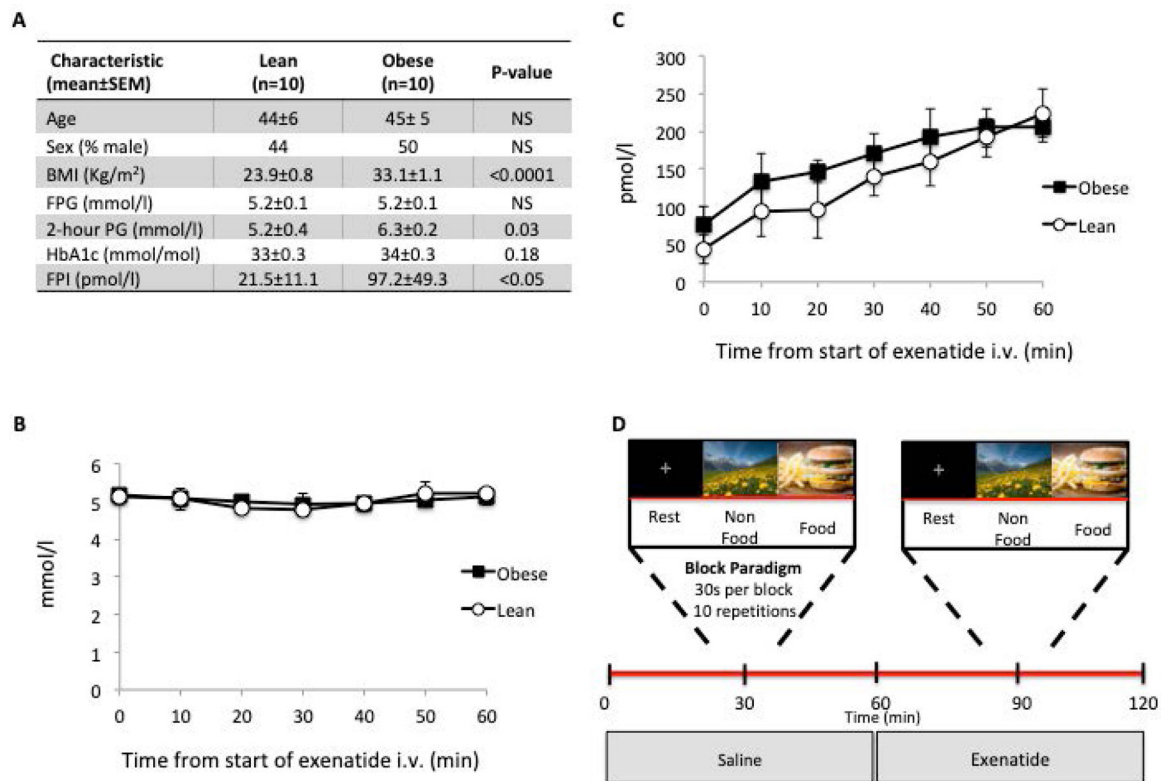 A
Characteristic (mean±SEM) Lean (n=10) Obese (n=10) P-value
Age 44±6 45± 5 NS
Sex (% male) 44 50 NS
BMI (Kg/m²) 23.9±0.8 33.1±1.1 <0.0001
FPG (mmol/l) 5.2±0.1 5.2±0.1 NS
2-hour PG (mmol/l) 5.2±0.4 6.3±0.2 0.03
HbA1c (mmol/mol) 33±0.3 34±0.3 0.18
FPI (pmol/l) 21.5±11.1 97.2±49.3 <0.05
B
6
5
4
3
2
1
0
mmol/l
0 10 20 30 40 50 60
Time from start of exenatide i.v. (min)
Obese
Lean
C
300
250
200
150
100
50
0
pmol/l
0 10 20 30 40 50 60
Time from start of exenatide i.v. (min)
Obese
Lean
D
Rest Non Food Food
Rest Non Food Food
Block Paradigm
30s per block
10 repetitions
0 30 60 90 120
Time (min)
Saline Exenatide